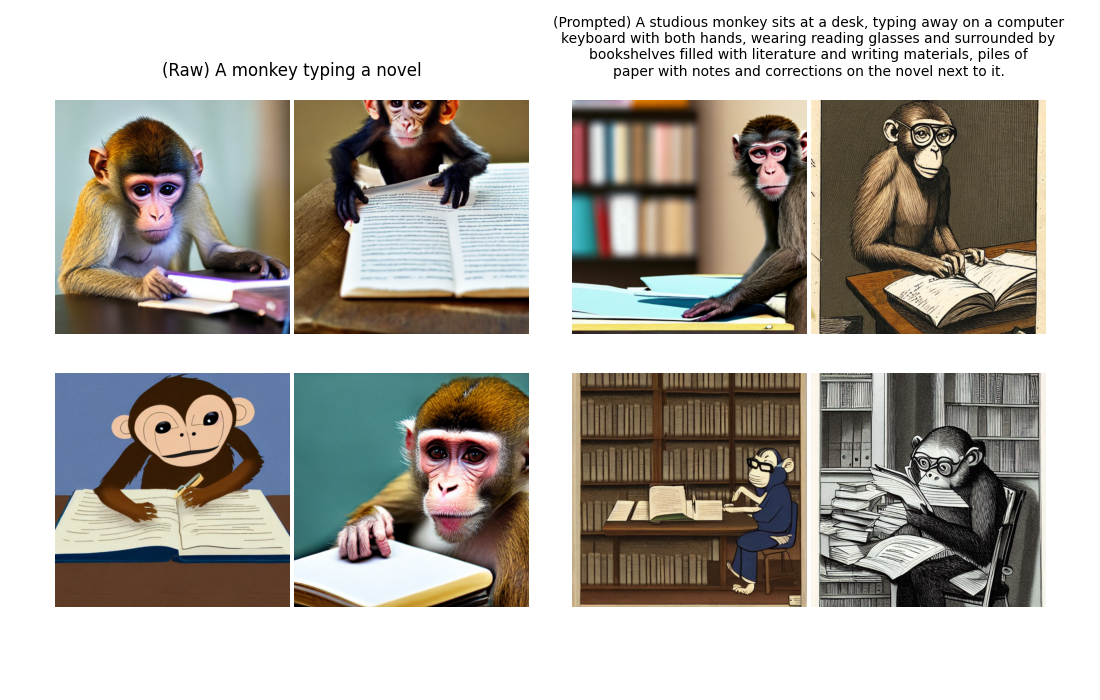 (Raw) A monkey typing a novel
(Prompted) A studious monkey sits at a desk, typing away on a computer
keyboard with both hands, wearing reading glasses and surrounded by
bookshelves filled with literature and writing materials, piles of
paper with notes and corrections on the novel next to it.